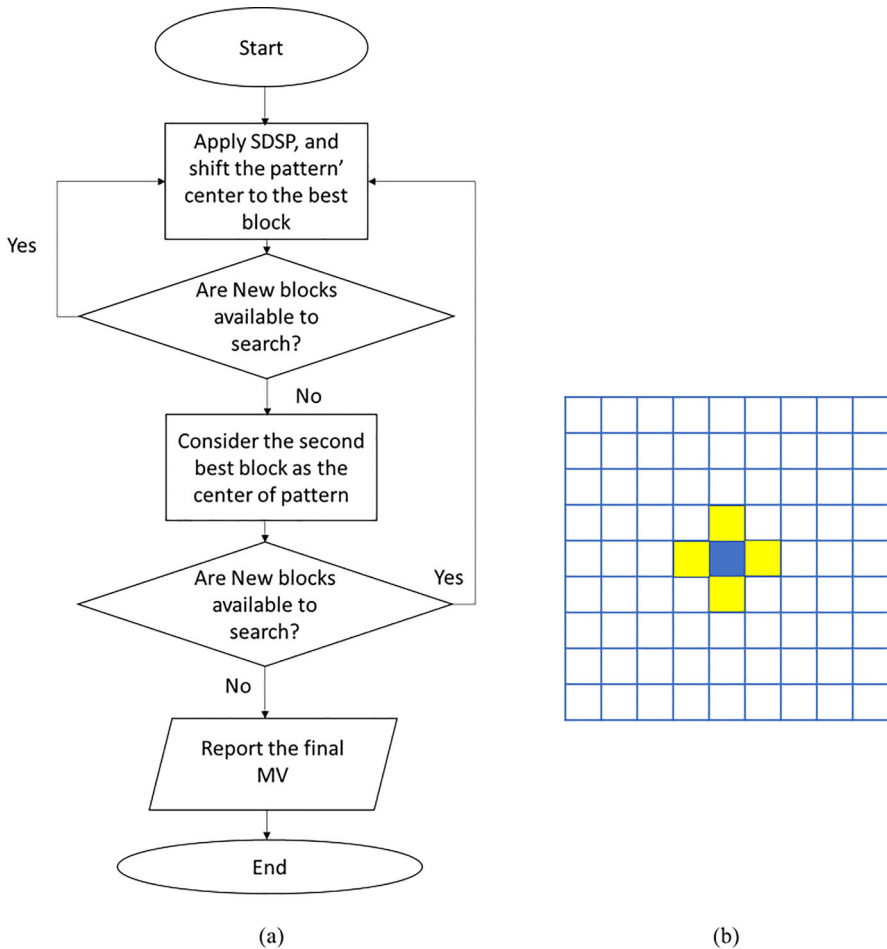 Start
Apply SDSP, and
shift the pattern’
center to the best
block
Yes
Are New blocks
available to
search?
No
Consider the second
best block as the
center of pattern
Are New blocks
available to
search?
Yes
No
Report the final
MV
End
(a)
(b)